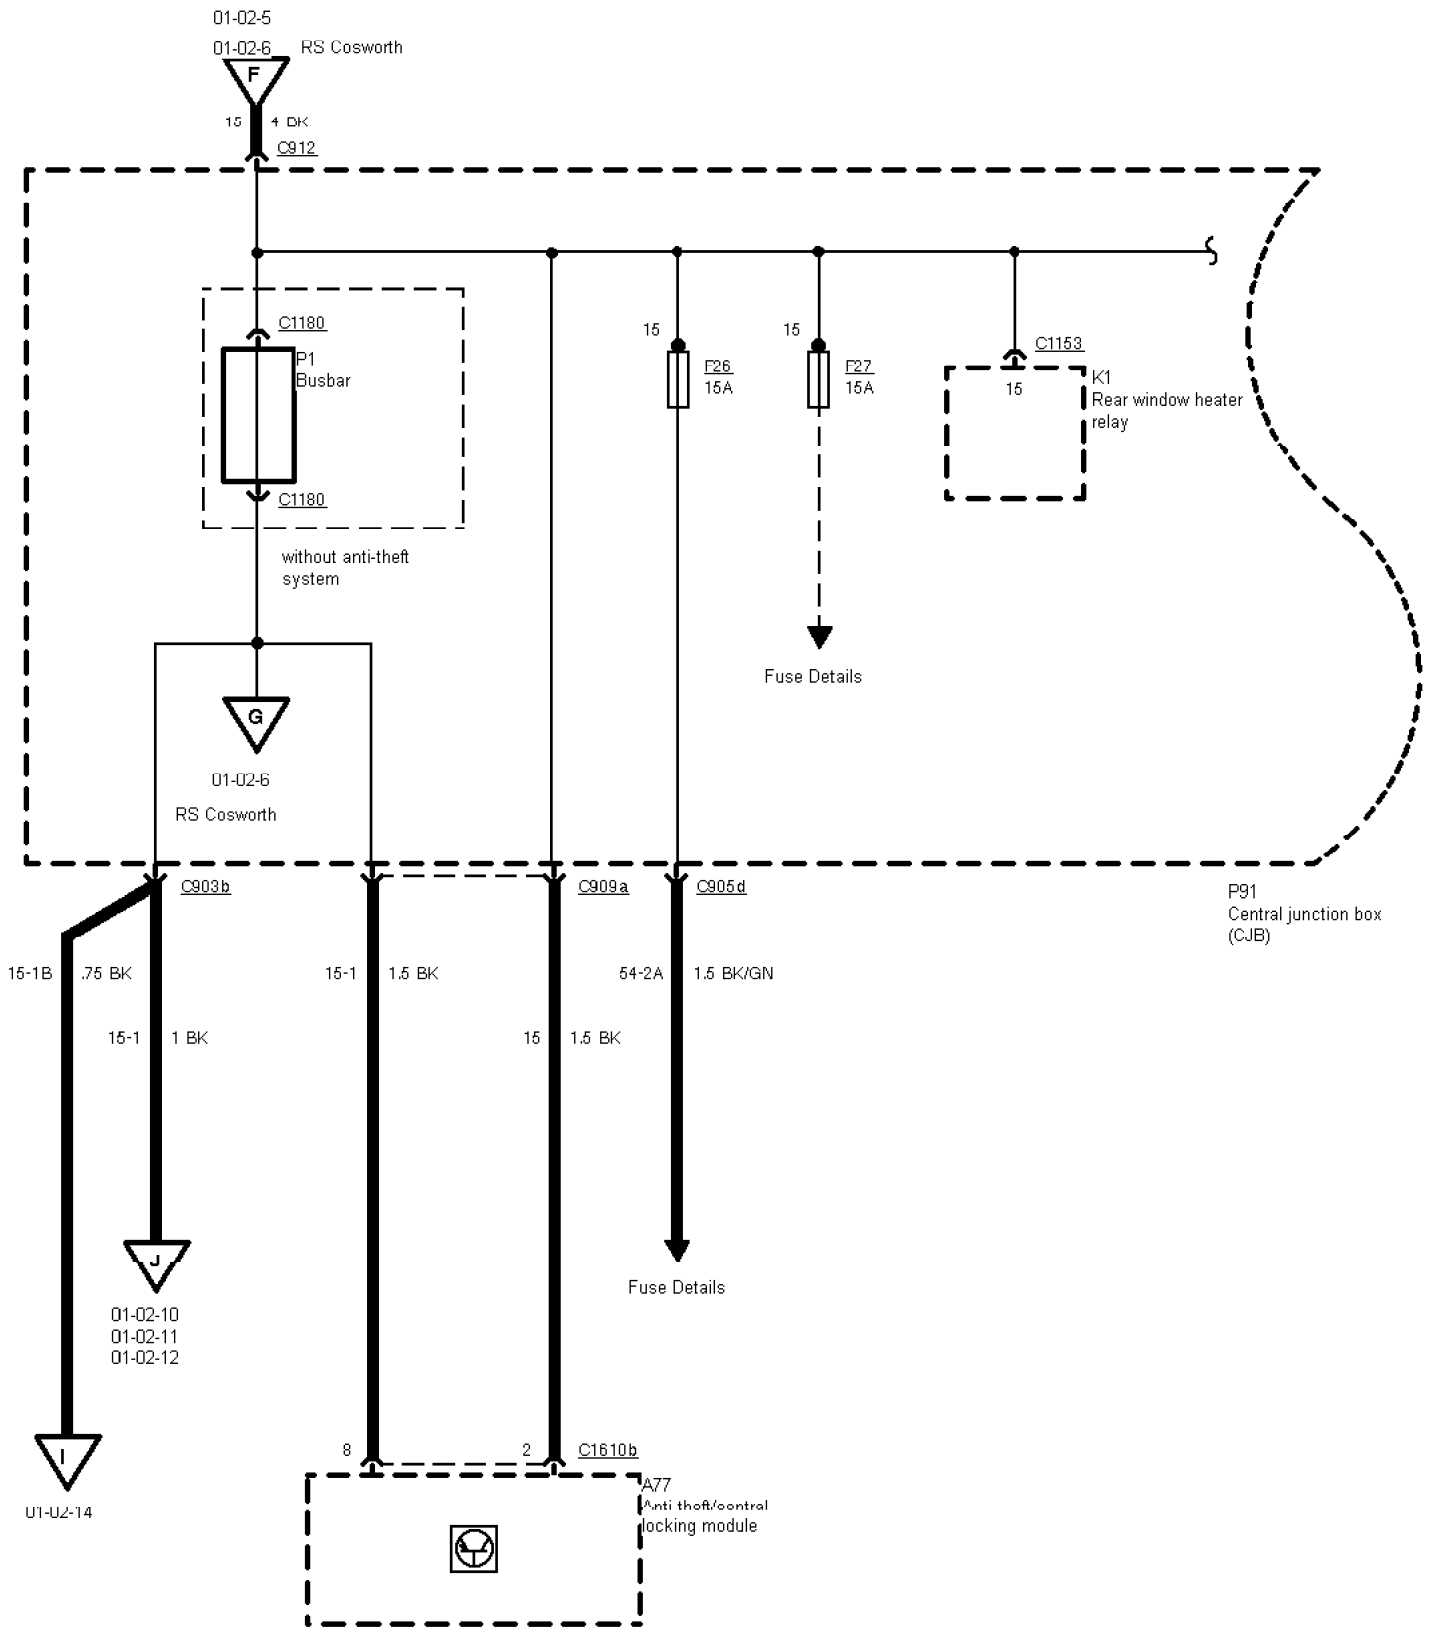 01-02-5
01-02-6 RS Cosworth
F
15 4 BK
C912
C1180
P1
Busbar
C1180
without anti-theft
system
15
F26
15A
15
F27
15A
C1153
15
K1
Rear window heater
relay
Fuse Details
G
01-02-6
RS Cosworth
C903b
C909a
C905d
P91
Central junction box
(CJB)
15-1B .75 BK
15-1 1.5 BK
54-2A 1.5 BK/GN
15-1 1 BK
15 1.5 BK
J
01-02-10
01-02-11
01-02-12
Fuse Details
I
01-02-14
8
2
C1610b
A77
Anti theft/central
locking module